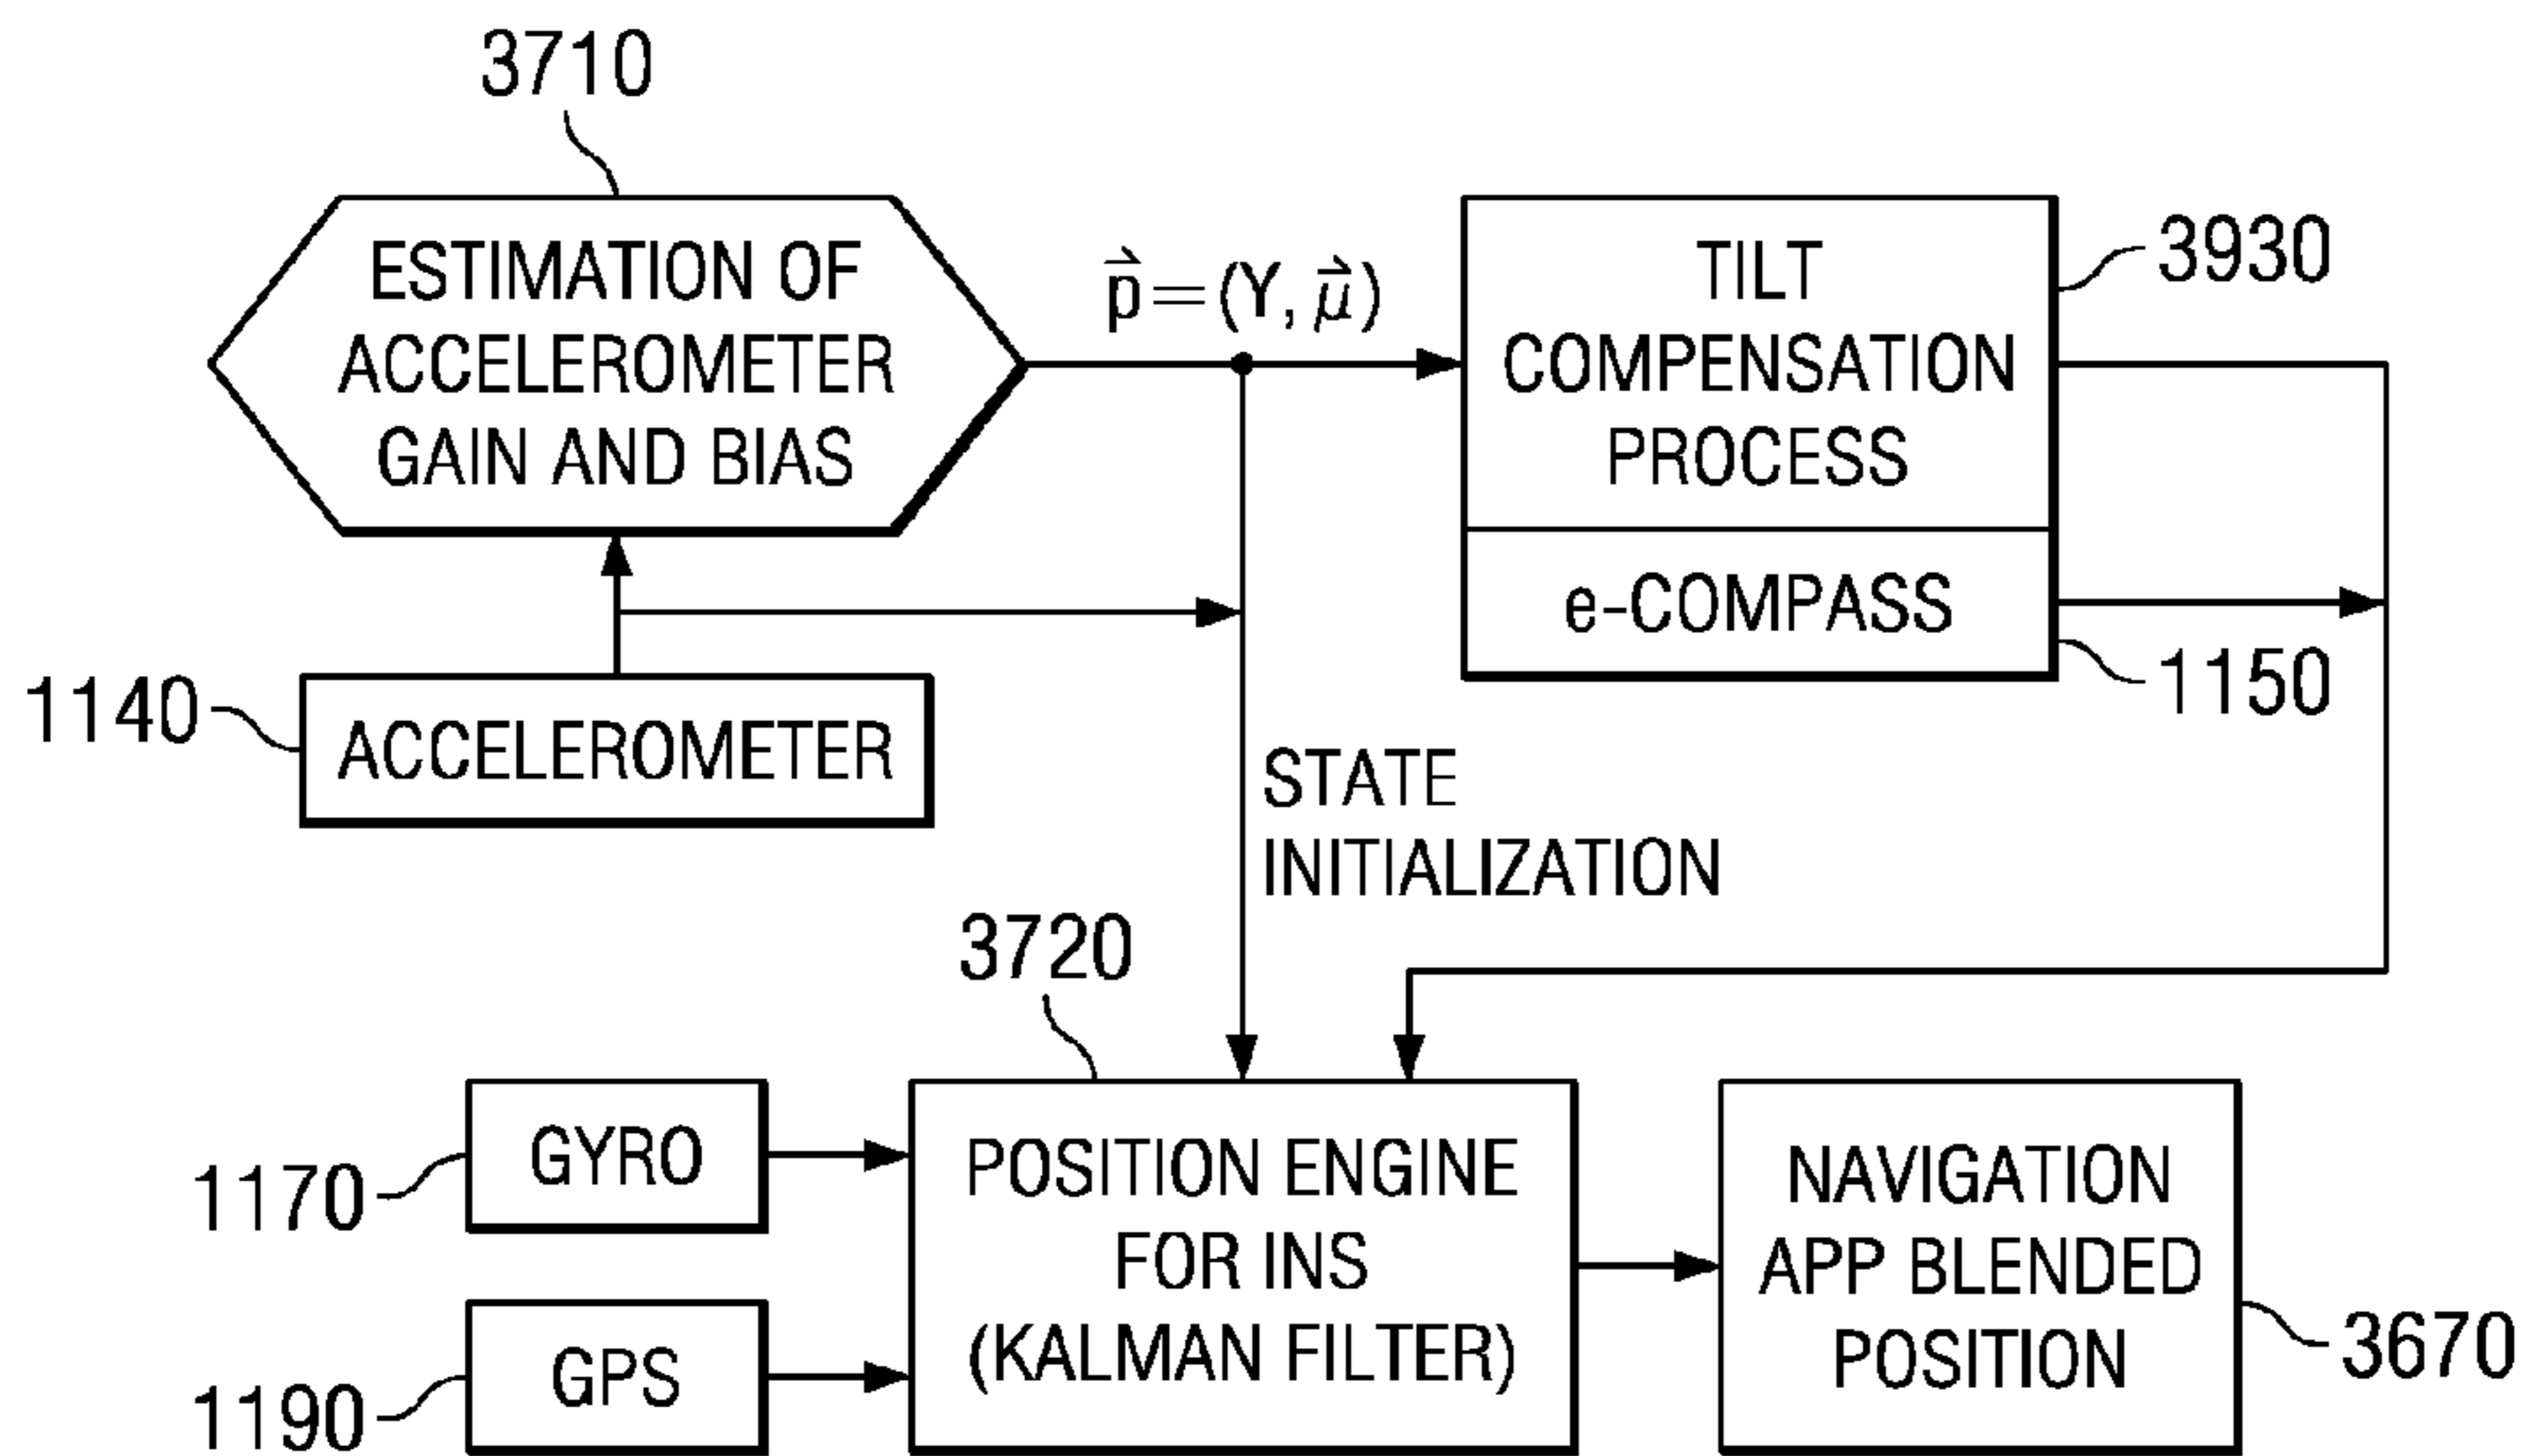 3710
ESTIMATION OF
ACCELEROMETER
GAIN AND BIAS
p⃗=(Y, μ⃗)
TILT
COMPENSATION
PROCESS
3930
e-COMPASS
1150
1140
ACCELEROMETER
STATE
INITIALIZATION
3720
1170
GYRO
1190
GPS
POSITION ENGINE
FOR INS
(KALMAN FILTER)
NAVIGATION
APP BLENDED
POSITION
3670